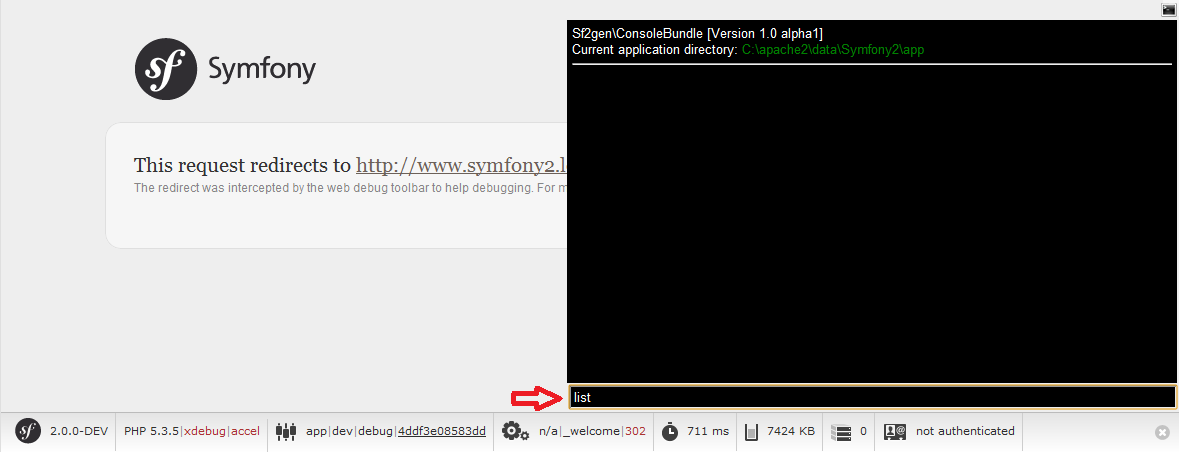 sf Symfony
This request redirects to http://www.symfony2.l
The redirect was intercepted by the web debug toolbar to help debugging. For m
Sf2gen\ConsoleBundle [Version 1.0 alpha1]
Current application directory: C:\apache2\data\Symfony2\app
list
sf 2.0.0-DEV PHP 5.3.5|xdebug|accel app|dev|debug|4ddf3e08583dd n/a|_welcome|302 711 ms 7424 KB 0 not authenticated